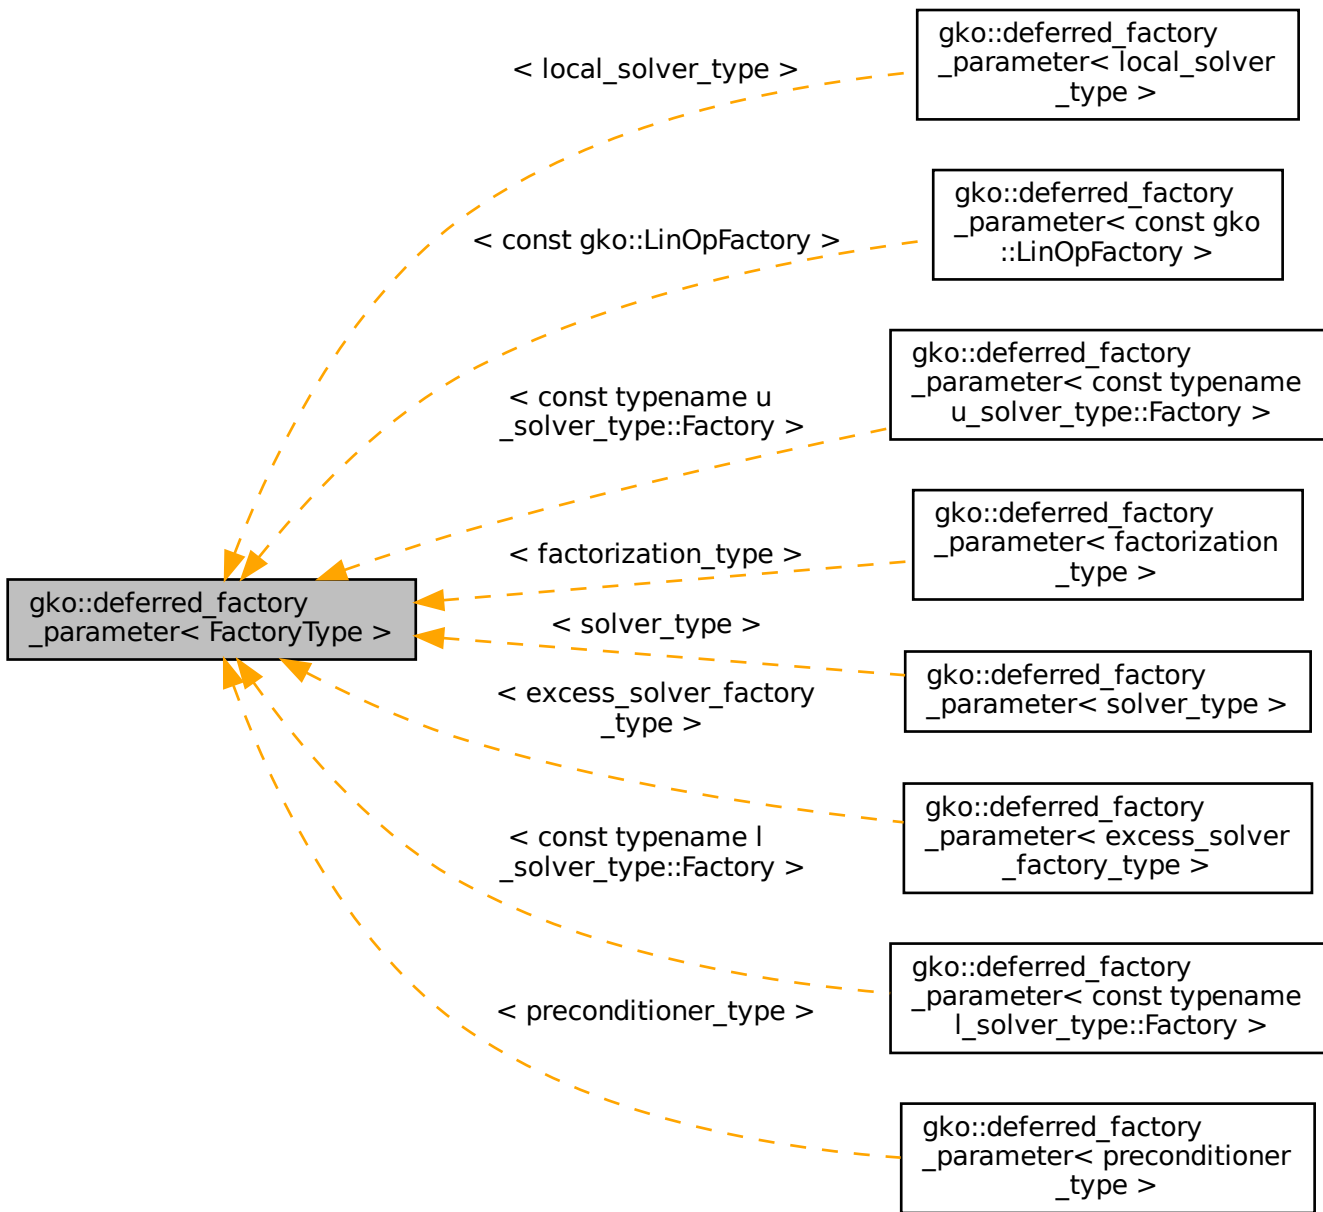 gko::deferred_factory
_parameter< local_solver
_type >
< local_solver_type >
gko::deferred_factory
_parameter< const gko
::LinOpFactory >
< const gko::LinOpFactory >
gko::deferred_factory
_parameter< const typename
u_solver_type::Factory >
< const typename u
_solver_type::Factory >
gko::deferred_factory
_parameter< factorization
_type >
< factorization_type >
gko::deferred_factory
_parameter< FactoryType >
< solver_type >
gko::deferred_factory
_parameter< solver_type >
< excess_solver_factory
_type >
gko::deferred_factory
_parameter< excess_solver
_factory_type >
< const typename l
_solver_type::Factory >
gko::deferred_factory
_parameter< const typename
l_solver_type::Factory >
< preconditioner_type >
gko::deferred_factory
_parameter< preconditioner
_type >